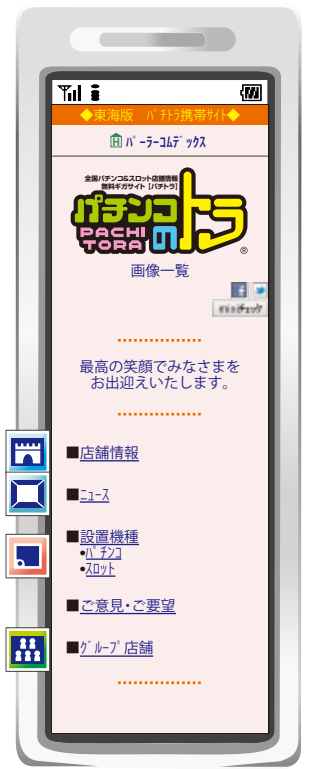 ◆東海版　ﾊﾟﾁﾄﾗ携帯ｻｲﾄ◆
H ﾊﾟｰﾗｰｺﾑﾃﾞｯｸｽ
全国パチンコ&スロット店舗情報
無料ギガサイト【パチトラ】
パチンコ
のトラ
PACHI
TORA
®
画像一覧
f
最高の笑顔でみなさまを
お出迎えいたします。
■店舗情報
■ﾆｭｰｽ
■設置機種
●ﾊﾟﾁﾝｺ
●ｽﾛｯﾄ
■ご意見・ご要望
■ｸﾞﾙｰﾌﾟ店舗